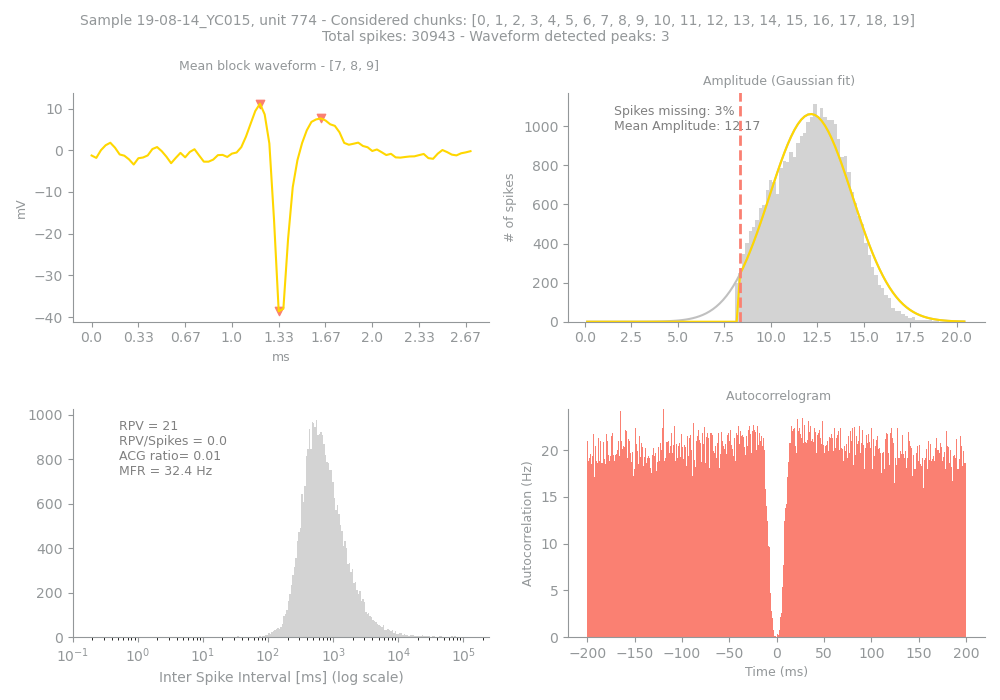 Sample 19-08-14_YC015, unit 774 - Considered chunks: [0, 1, 2, 3, 4, 5, 6, 7, 8, 9, 10, 11, 12, 13, 14, 15, 16, 17, 18, 19]
Total spikes: 30943 - Waveform detected peaks: 3
Mean block waveform - [7, 8, 9]
10
0
−10
−20
−30
−40
mV
0.0 0.33 0.67 1.0 1.33 1.67 2.0 2.33 2.67
ms
Amplitude (Gaussian fit)
Spikes missing: 3%
Mean Amplitude: 12.17
1000
800
600
400
200
0
# of spikes
0.0 2.5 5.0 7.5 10.0 12.5 15.0 17.5 20.0
RPV = 21
RPV/Spikes = 0.0
ACG ratio= 0.01
MFR = 32.4 Hz
1000
800
600
400
200
0
10⁻¹ 10⁰ 10¹ 10² 10³ 10⁴ 10⁵
Inter Spike Interval [ms] (log scale)
Autocorrelogram
20
15
10
5
0
Autocorrelation (Hz)
−200 −150 −100 −50 0 50 100 150 200
Time (ms)